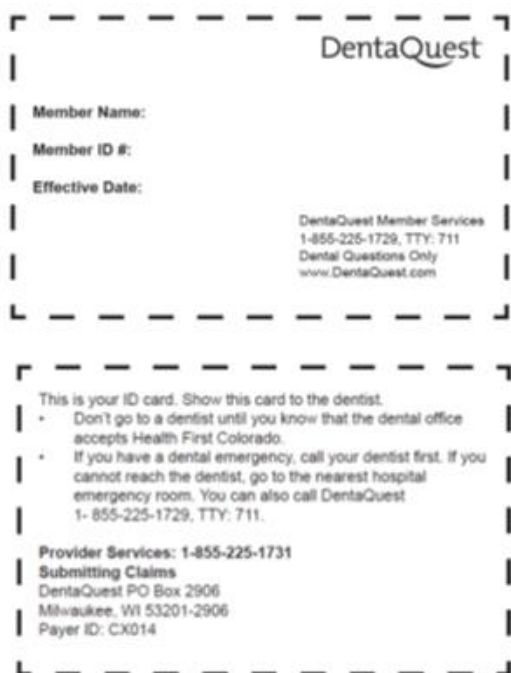 DentaQuest
Member Name:
Member ID #:
Effective Date:
DentaQuest Member Services
1-855-225-1729, TTY: 711
Dental Questions Only
www.DentaQuest.com
This is your ID card. Show this card to the dentist.
• Don't go to a dentist until you know that the dental office
accepts Health First Colorado.
• If you have a dental emergency, call your dentist first. If you
cannot reach the dentist, go to the nearest hospital
emergency room. You can also call DentaQuest
1- 855-225-1729, TTY: 711.
Provider Services: 1-855-225-1731
Submitting Claims
DentaQuest PO Box 2906
Milwaukee, WI 53201-2906
Payer ID: CX014